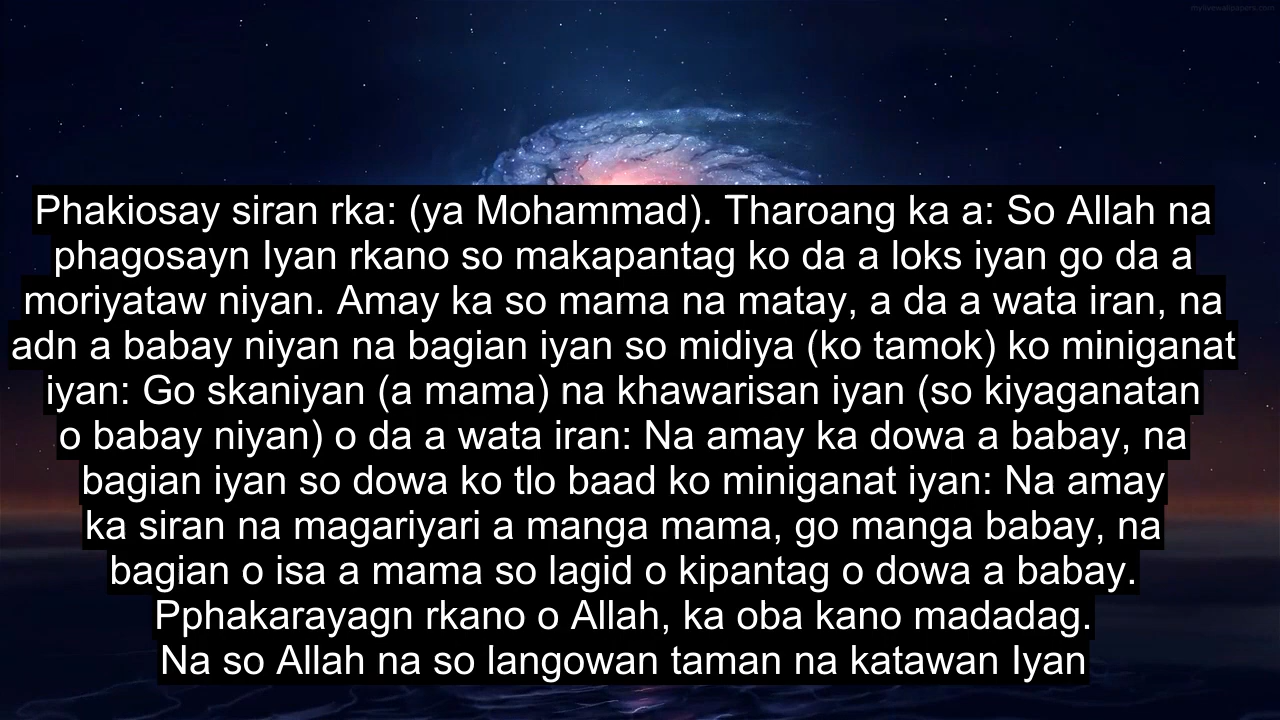 mylivewallpapers.com
Phakiosay siran rka: (ya Mohammad). Tharoang ka a: So Allah na
phagosayn Iyan rkano so makapantag ko da a loks iyan go da a
moriyataw niyan. Amay ka so mama na matay, a da a wata iran, na
adn a babay niyan na bagian iyan so midiya (ko tamok) ko miniganat
iyan: Go skaniyan (a mama) na khawarisan iyan (so kiyaganatan
o babay niyan) o da a wata iran: Na amay ka dowa a babay, na
bagian iyan so dowa ko tlo baad ko miniganat iyan: Na amay
ka siran na magariyari a manga mama, go manga babay, na
bagian o isa a mama so lagid o kipantag o dowa a babay.
Pphakarayagn rkano o Allah, ka oba kano madadag.
Na so Allah na so langowan taman na katawan Iyan